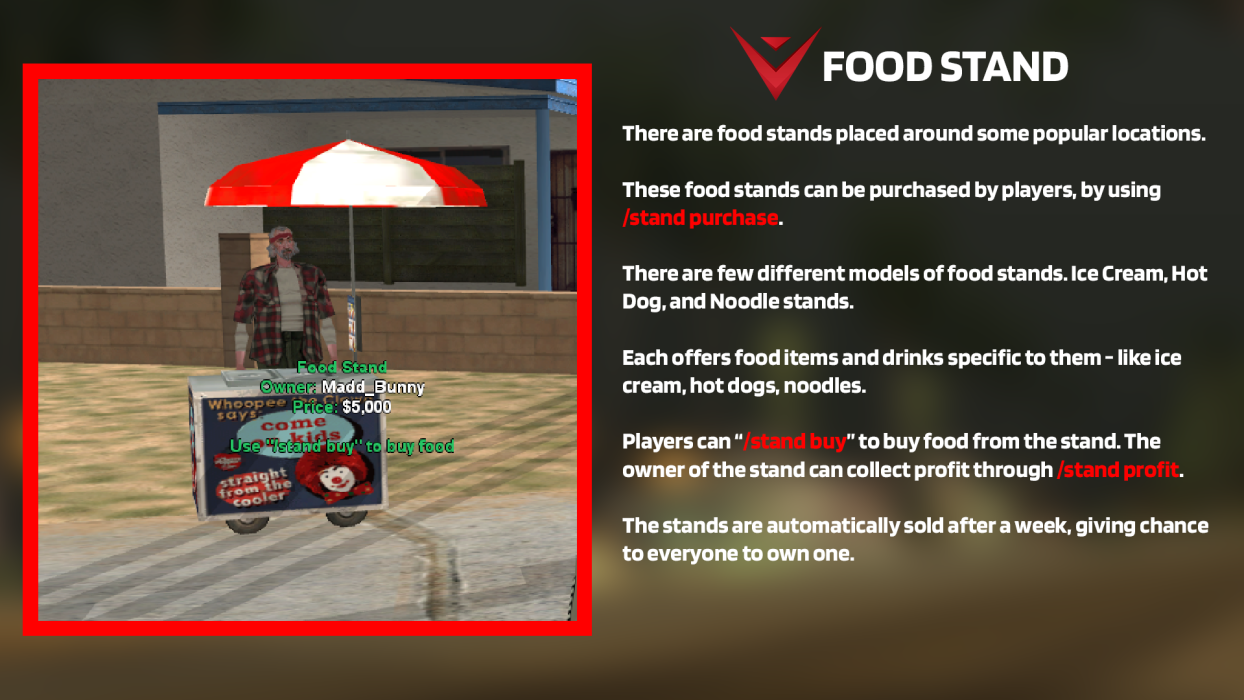 FOOD STAND
There are food stands placed around some popular locations.
These food stands can be purchased by players, by using
/stand purchase.
There are few different models of food stands. Ice Cream, Hot
Dog, and Noodle stands.
Each offers food items and drinks specific to them - like ice
cream, hot dogs, noodles.
Players can “/stand buy” to buy food from the stand. The
owner of the stand can collect profit through /stand profit.
The stands are automatically sold after a week, giving chance
to everyone to own one.
Food Stand
Owner: Madd_Bunny
Price: $5,000
Use "/stand buy" to buy food
Whoopee the Clown
says:
come
kids
straight
from the
cooler